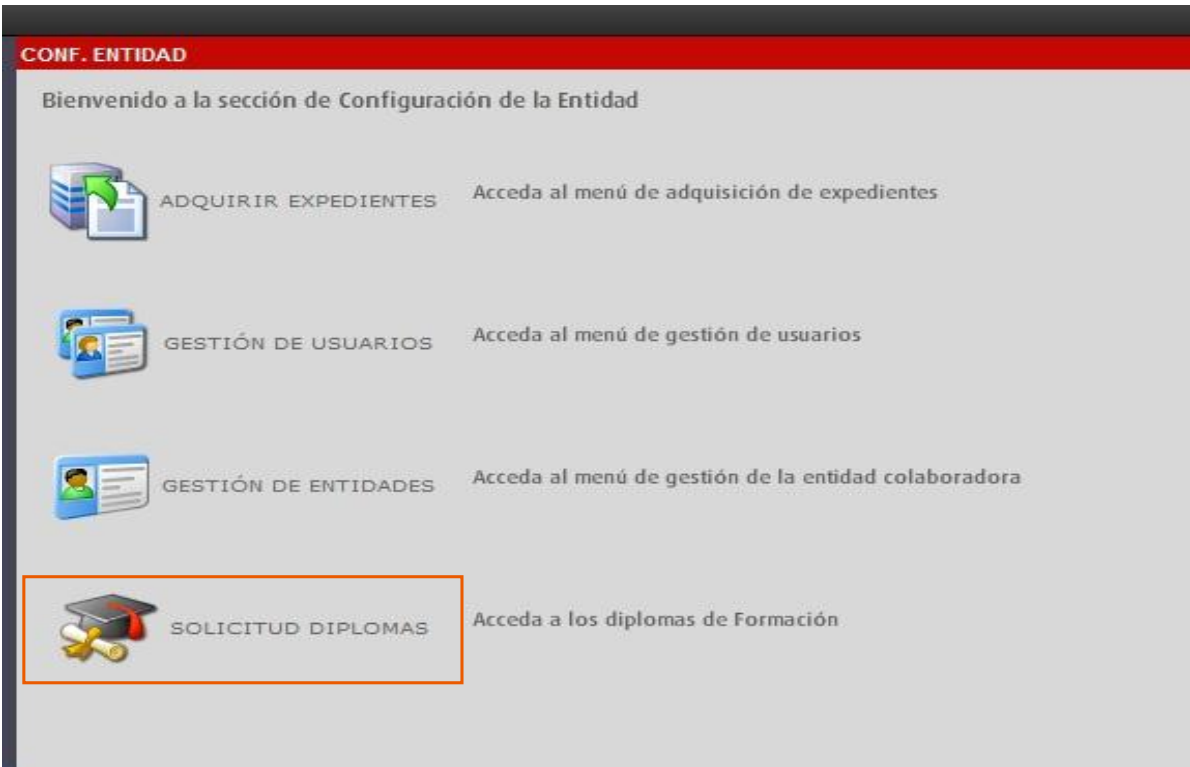 CONF. ENTIDAD
Bienvenido a la sección de Configuración de la Entidad
ADQUIRIR EXPEDIENTES
Acceda al menú de adquisición de expedientes
GESTIÓN DE USUARIOS
Acceda al menú de gestión de usuarios
GESTIÓN DE ENTIDADES
Acceda al menú de gestión de la entidad colaboradora
SOLICITUD DIPLOMAS
Acceda a los diplomas de Formación